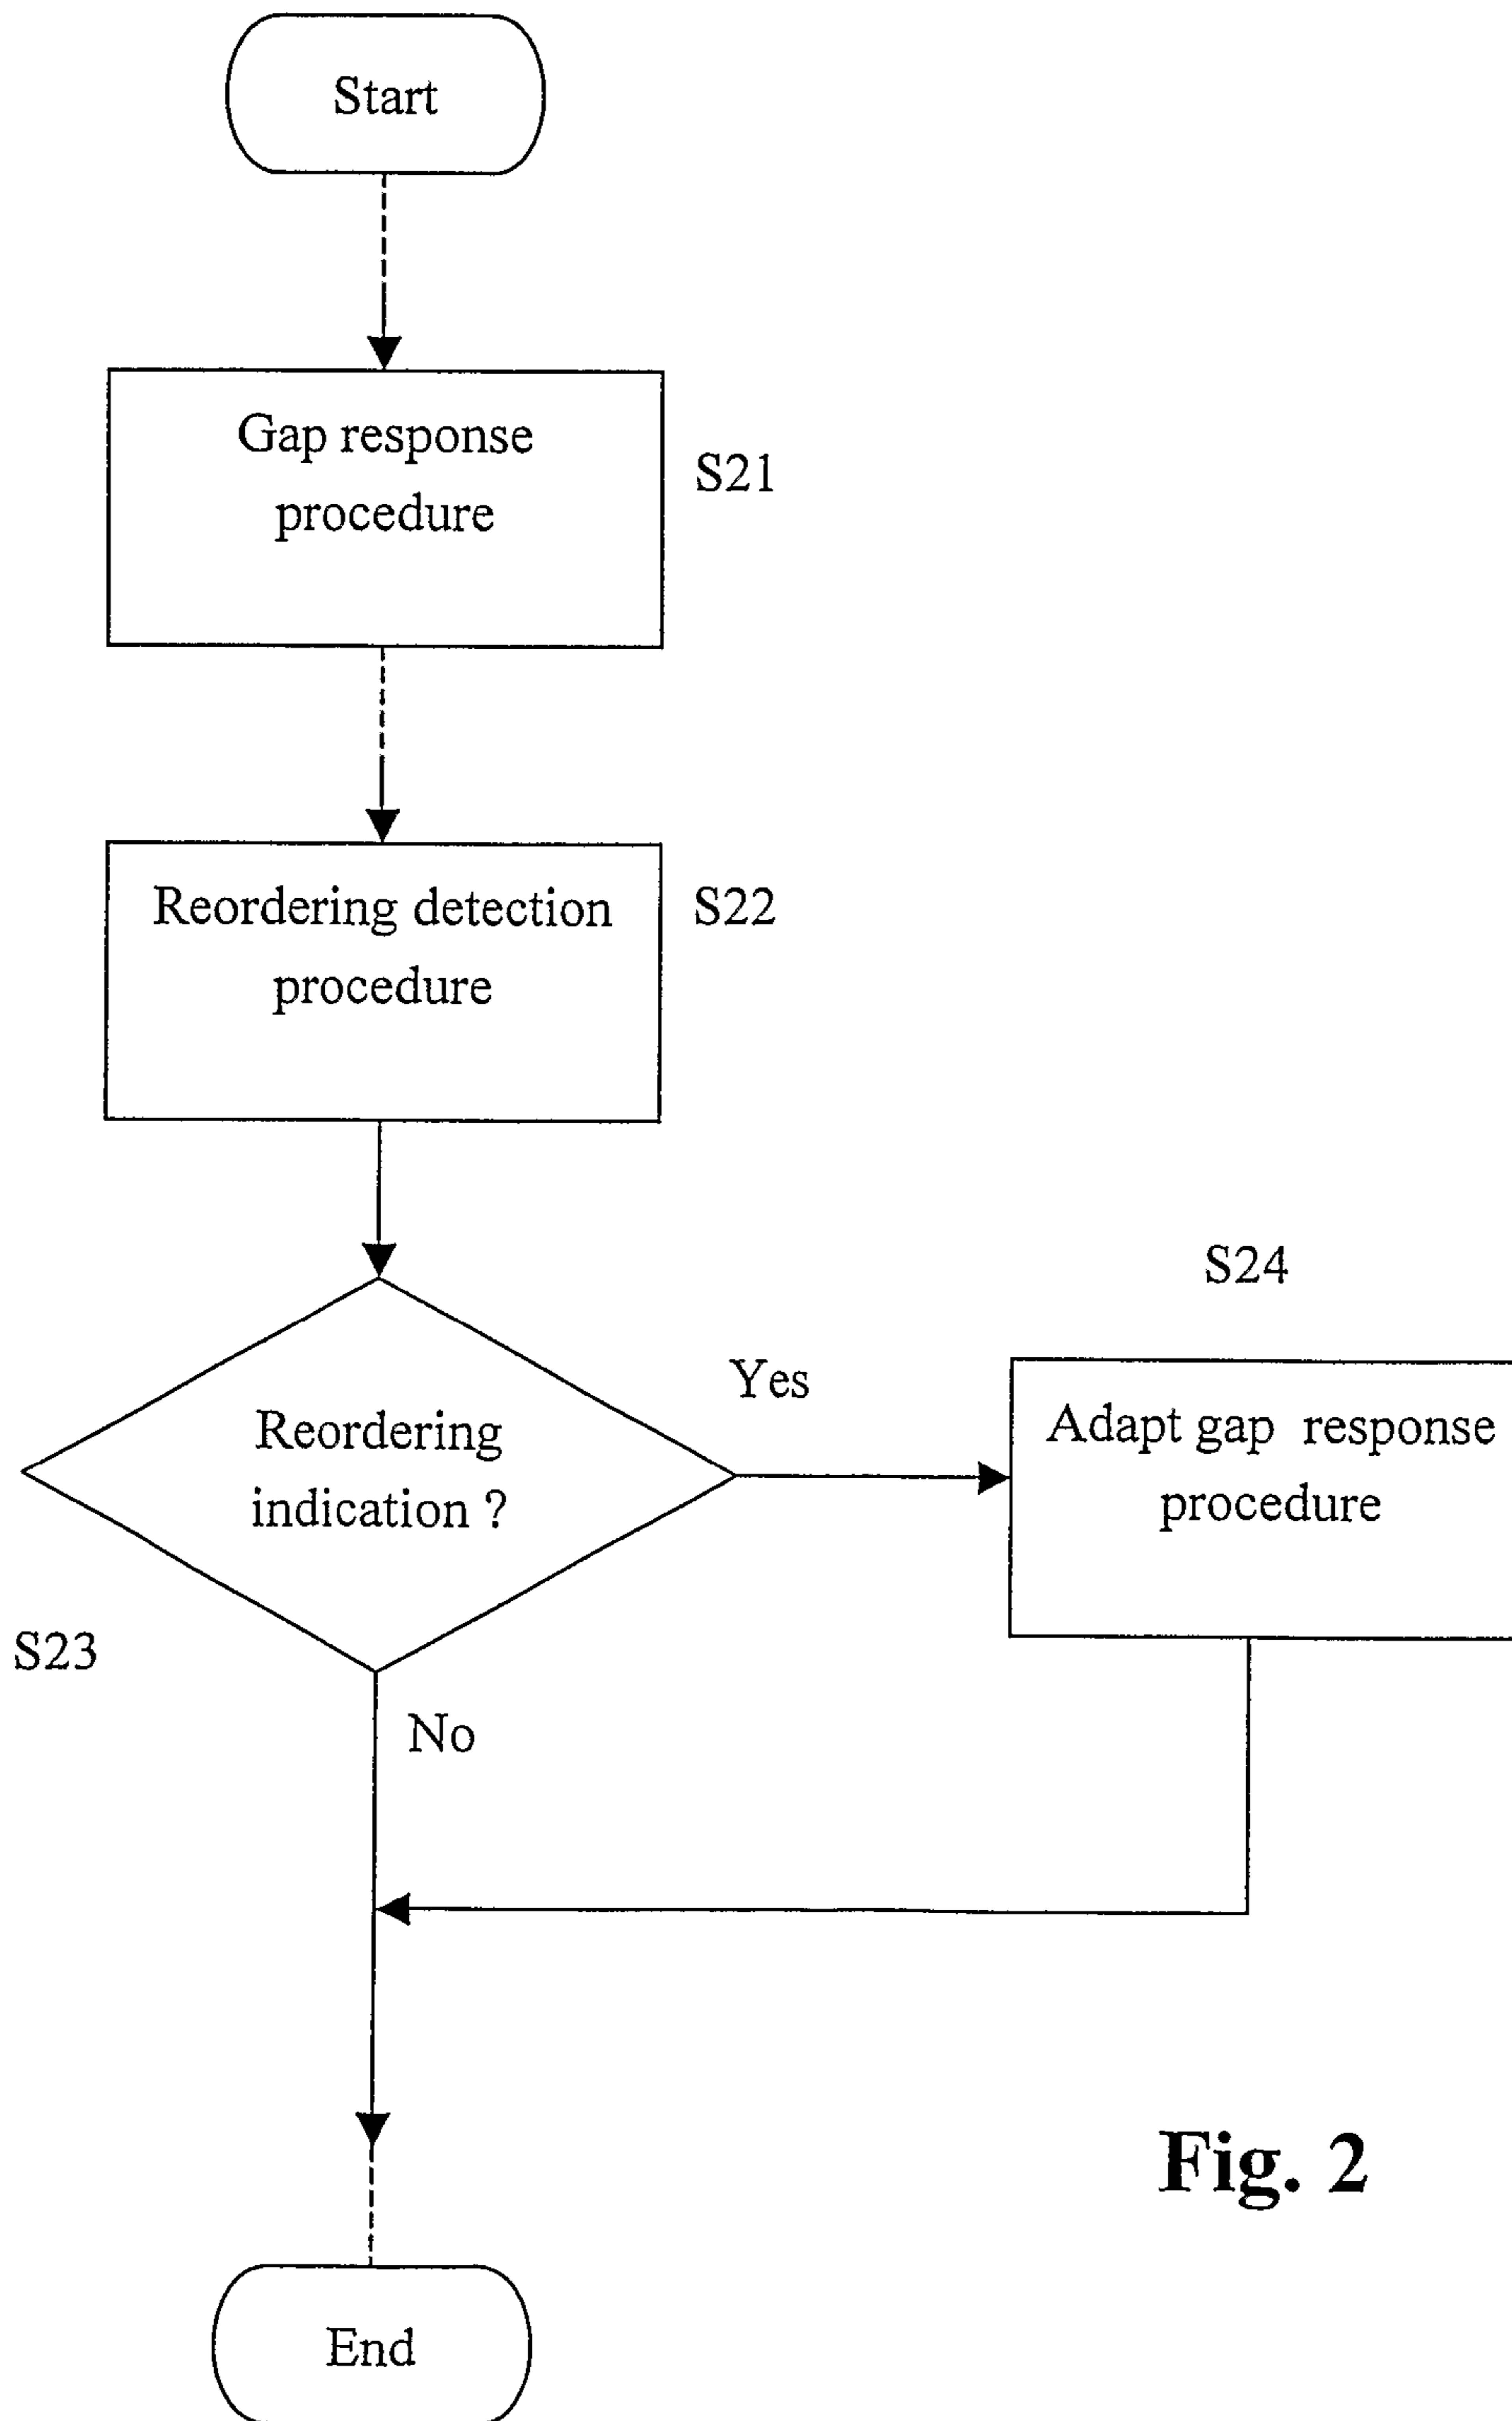 Start
Gap response
procedure
S21
Reordering detection
procedure
S22
Reordering
indication ?
S23
Yes
S24
Adapt gap response
procedure
No
Fig. 2
End